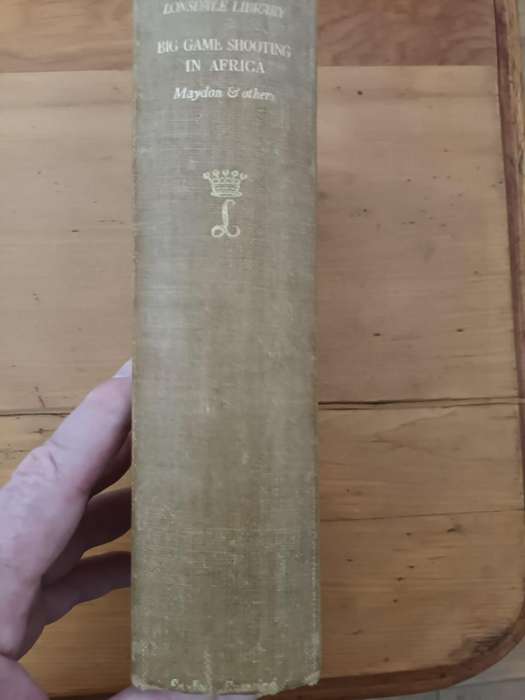 LONSDALE LIBRARY
BIG GAME SHOOTING
IN AFRICA
Maydon & others
L